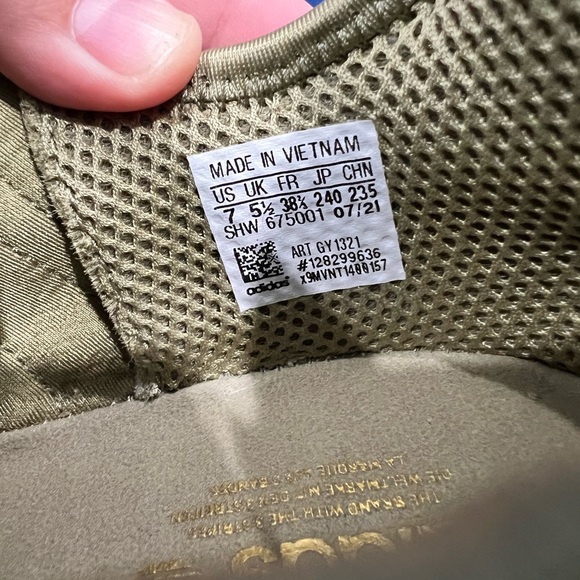 MADE IN VIETNAM
US UK FR JP CHN
7 5½ 38⅔ 240 235
SHW 675001 07/21
ART GY1321
#128299636
X9MVNT1400157
adidas
LA MARQUE AUX 3 BANDES
DIE WELTMARKE MIT DEN 3 STREIFEN
THE BRAND WITH THE 3 STRIPES